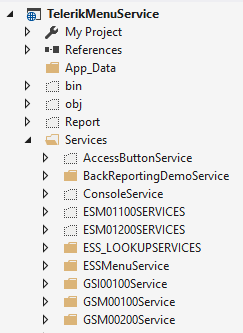 TelerikMenuService
My Project
References
App_Data
bin
obj
Report
Services
AccessButtonService
BackReportingDemoService
ConsoleService
ESM01100SERVICES
ESM01200SERVICES
ESS_LOOKUPSERVICES
ESSMenuService
GSI00100Service
GSM00100Service
GSM00200Service